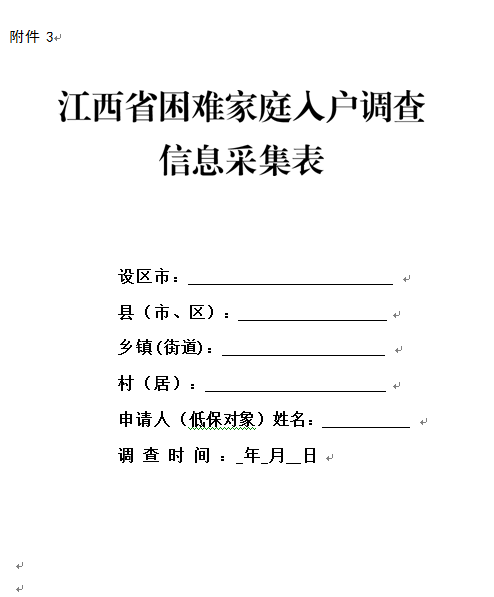 附件 3
江西省困难家庭入户调查
信息采集表
设区市：
县（市、区）：
乡镇(街道)：
村（居）：
申请人（低保对象）姓名：
调 查 时 间 ：_年_月__日